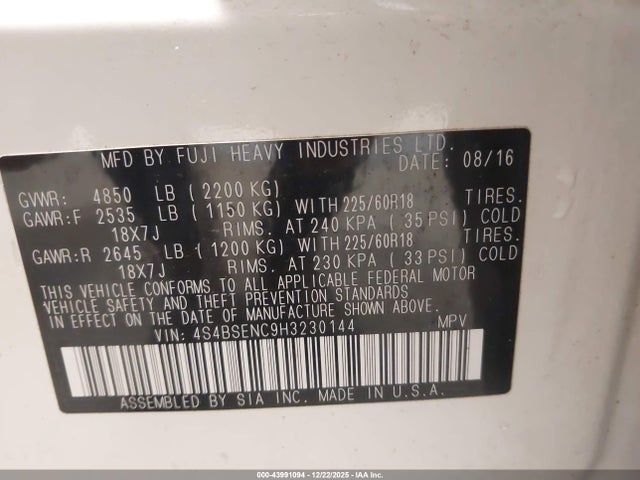 MFD BY FUJI HEAVY INDUSTRIES LTD.
DATE: 08/16
GVWR: 4850 LB (2200 KG)
GAWR:F 2535 LB (1150 KG) WITH 225/60R18 TIRES.
18X7J RIMS. AT 240 KPA (35 PSI) COLD
GAWR:R 2645 LB (1200 KG) WITH 225/60R18 TIRES.
18X7J RIMS. AT 230 KPA (33 PSI) COLD
THIS VEHICLE CONFORMS TO ALL APPLICABLE FEDERAL MOTOR
VEHICLE SAFETY AND THEFT PREVENTION STANDARDS
IN EFFECT ON THE DATE OF MANUFACTURE SHOWN ABOVE.
VIN: 4S4BSENC9H3230144 MPV
ASSEMBLED BY SIA INC. MADE IN U.S.A.
000-43991094 - 12/22/2025 - IAAI.com